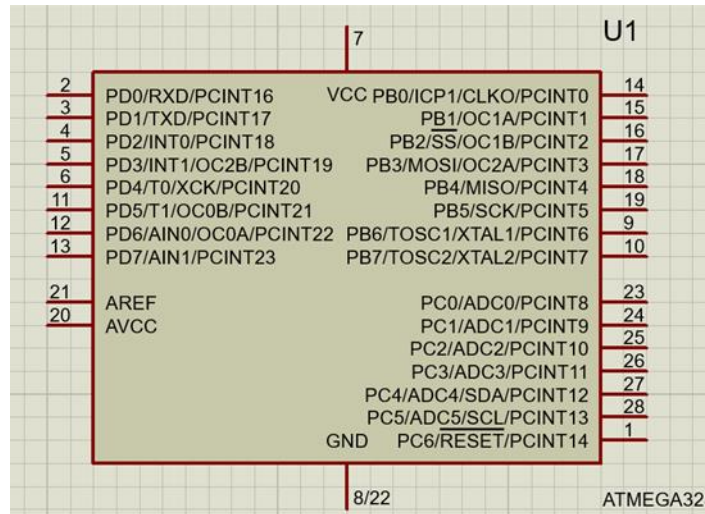 U1
7
2 PD0/RXD/PCINT16 VCC PB0/ICP1/CLKO/PCINT0 14
3 PD1/TXD/PCINT17 PB1/OC1A/PCINT1 15
4 PD2/INT0/PCINT18 PB2/SS/OC1B/PCINT2 16
5 PD3/INT1/OC2B/PCINT19 PB3/MOSI/OC2A/PCINT3 17
6 PD4/T0/XCK/PCINT20 PB4/MISO/PCINT4 18
11 PD5/T1/OC0B/PCINT21 PB5/SCK/PCINT5 19
12 PD6/AIN0/OC0A/PCINT22 PB6/TOSC1/XTAL1/PCINT6 9
13 PD7/AIN1/PCINT23 PB7/TOSC2/XTAL2/PCINT7 10
21 AREF PC0/ADC0/PCINT8 23
20 AVCC PC1/ADC1/PCINT9 24
PC2/ADC2/PCINT10 25
PC3/ADC3/PCINT11 26
PC4/ADC4/SDA/PCINT12 27
PC5/ADC5/SCL/PCINT13 28
GND PC6/RESET/PCINT14 1
8/22 ATMEGA32